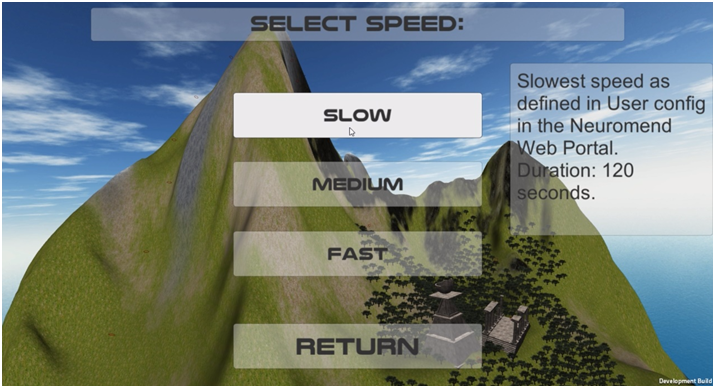 SELECT SPEED:
SLOW
Slowest speed as
defined in User config
in the Neuromend
Web Portal.
Duration: 120
seconds.
MEDIUM
FAST
RETURN
Development Build